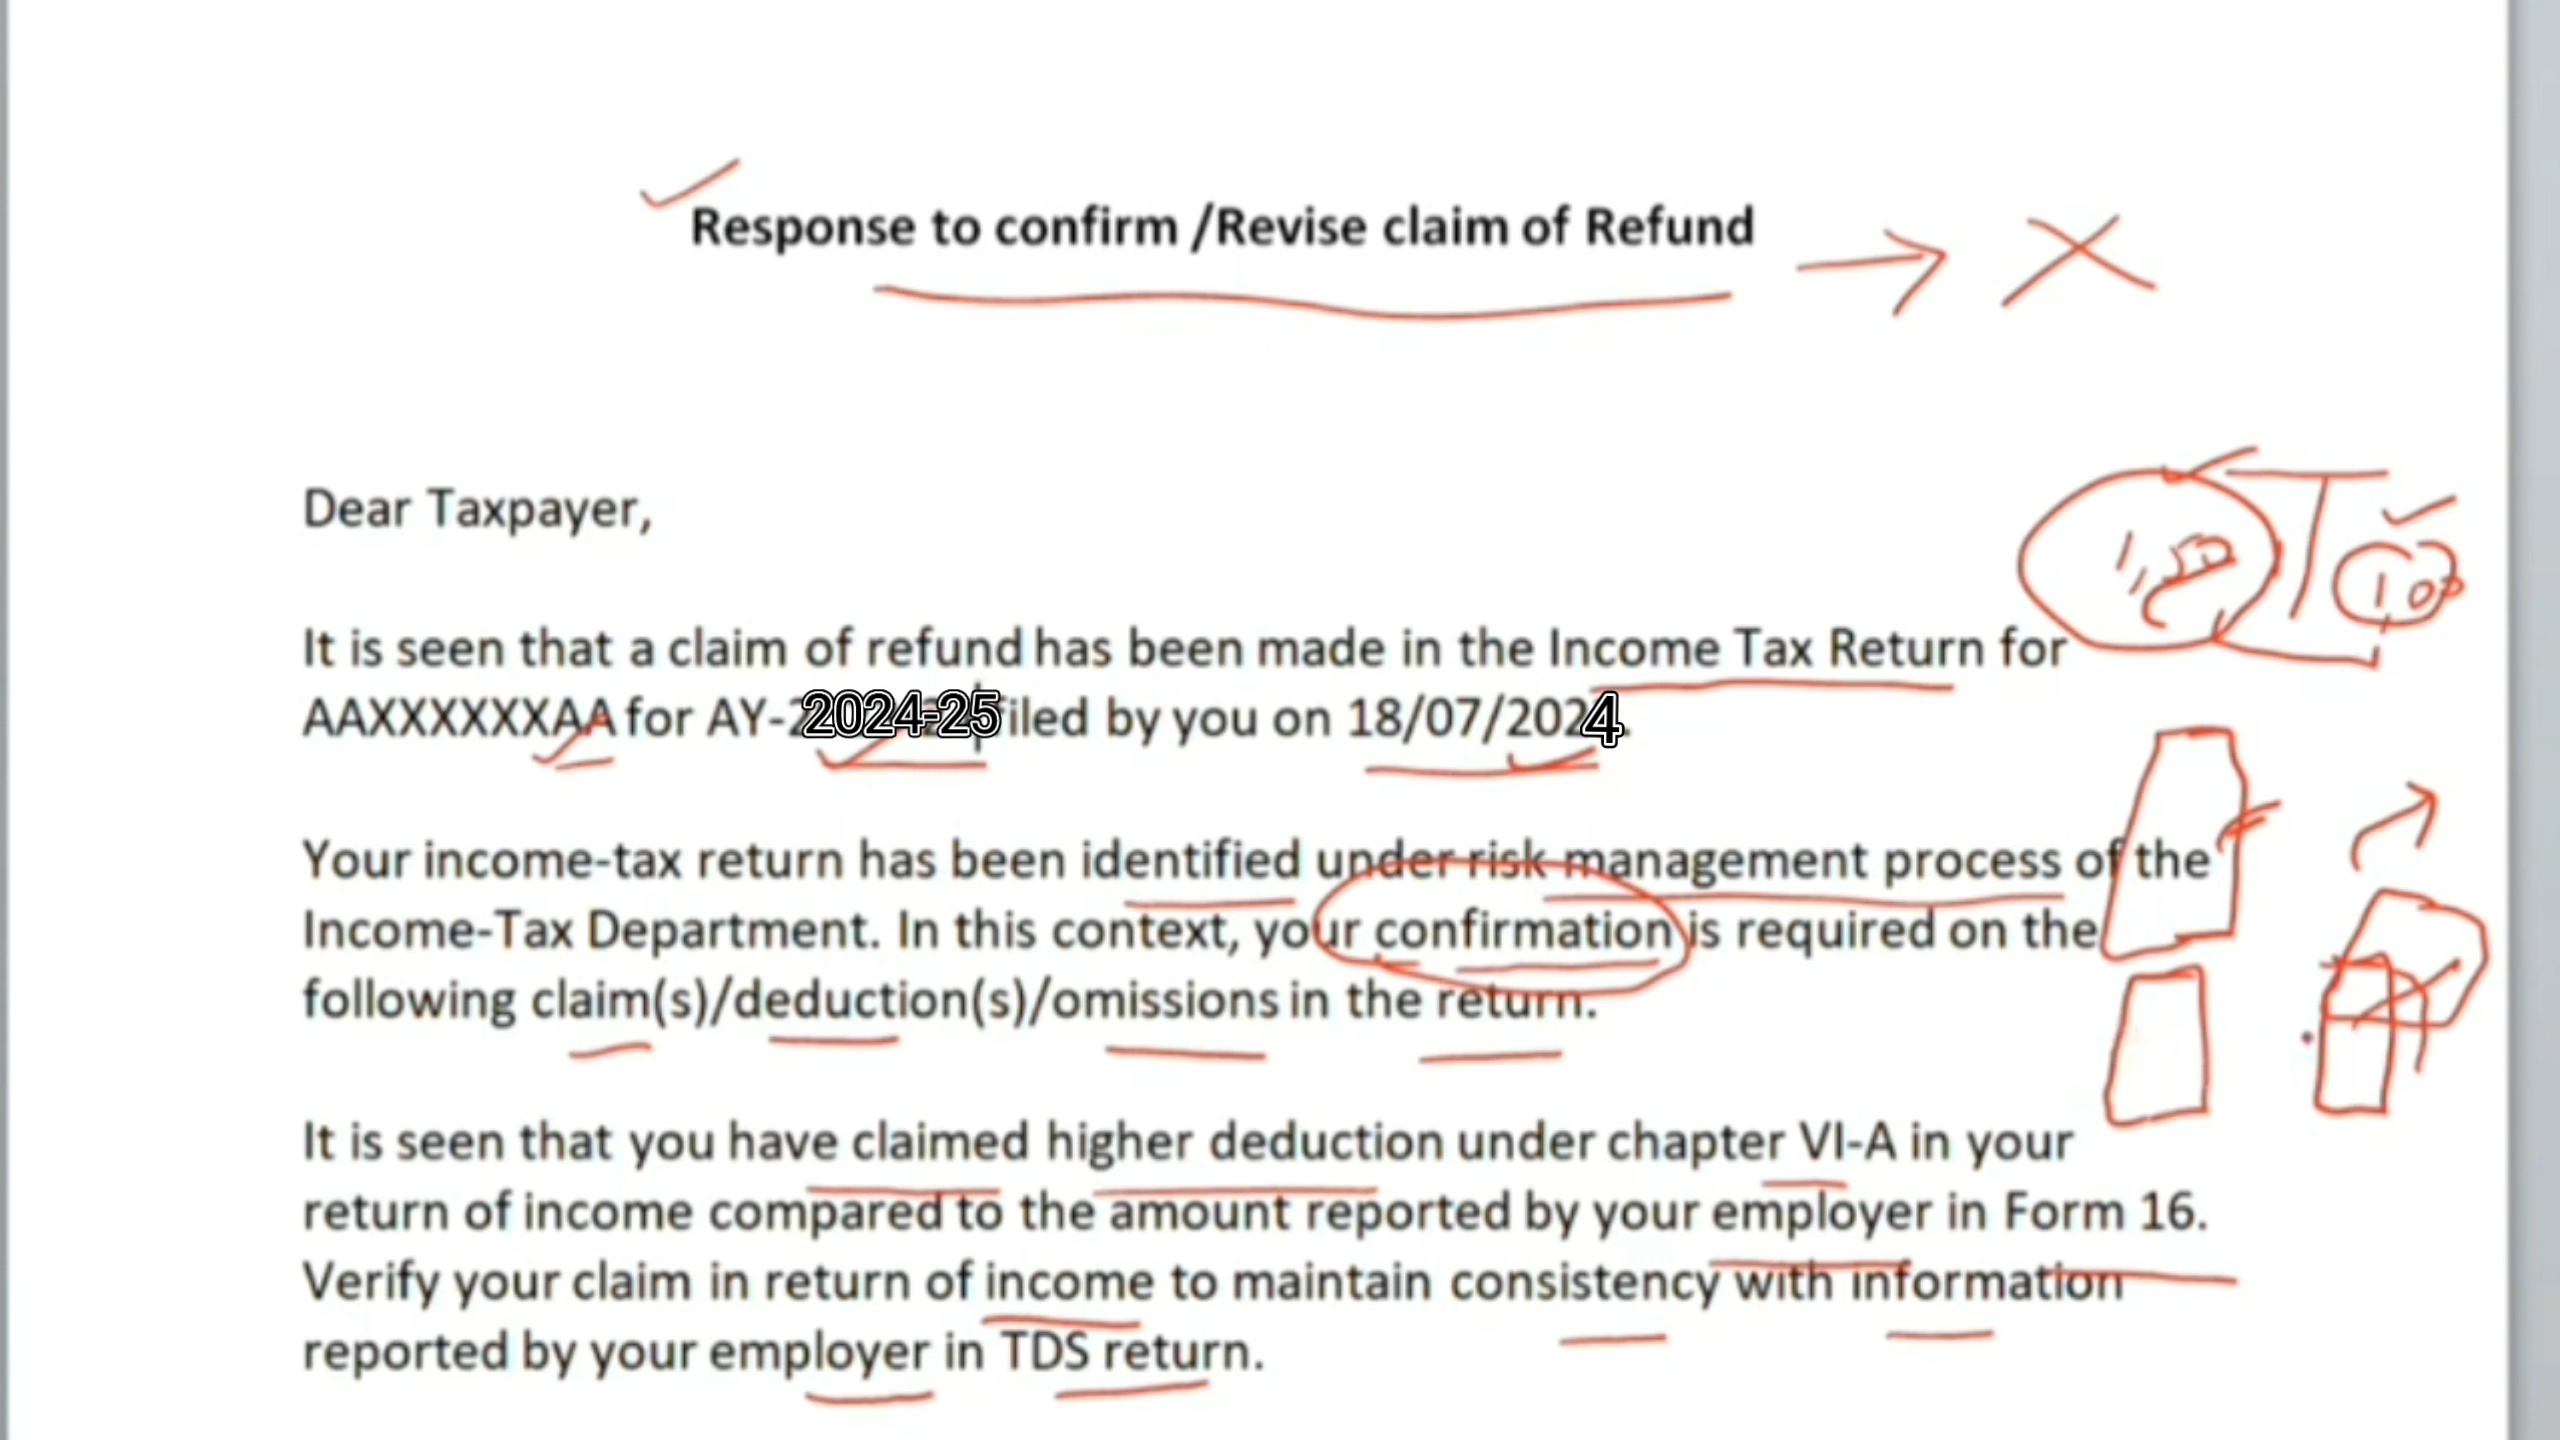 Response to confirm /Revise claim of Refund
Dear Taxpayer,
It is seen that a claim of refund has been made in the Income Tax Return for
AAXXXXXXXAA for AY-2024-25 filed by you on 18/07/2024.
Your income-tax return has been identified under risk management process of the
Income-Tax Department. In this context, your confirmation is required on the
following claim(s)/deduction(s)/omissions in the return.
It is seen that you have claimed higher deduction under chapter VI-A in your
return of income compared to the amount reported by your employer in Form 16.
Verify your claim in return of income to maintain consistency with information
reported by your employer in TDS return.